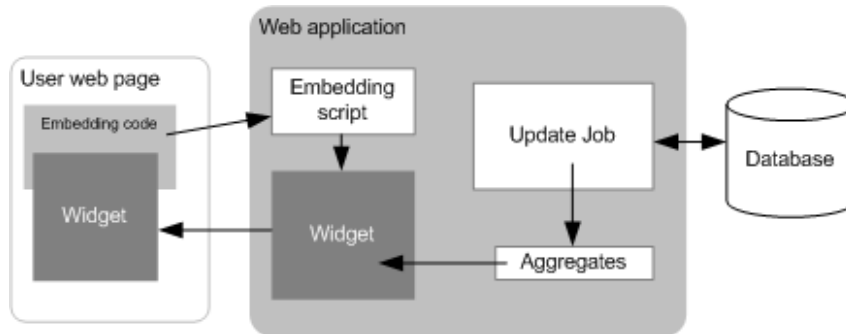 Web application
User web page
Embedding code
Widget
Embedding
script
Widget
Update Job
Aggregates
Database